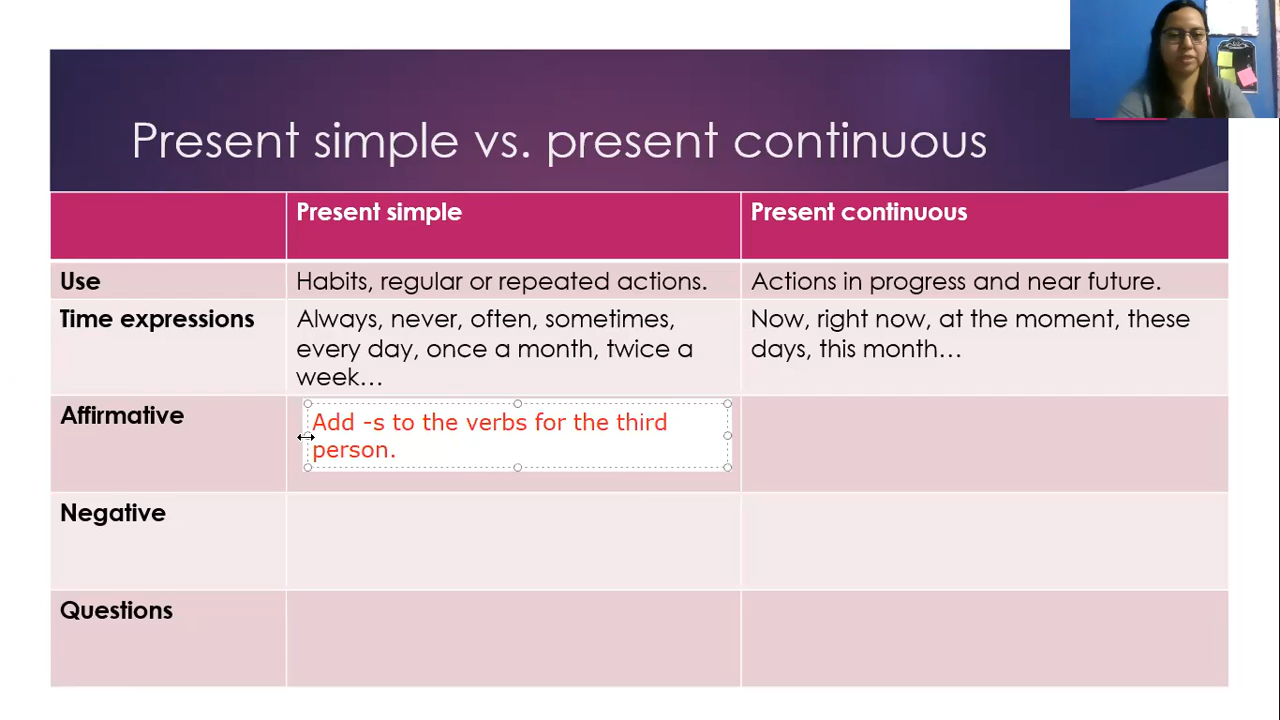 Present simple vs. present continuous
Present simple
Present continuous
Use
Habits, regular or repeated actions.
Actions in progress and near future.
Time expressions
Always, never, often, sometimes,
every day, once a month, twice a
week…
Now, right now, at the moment, these
days, this month…
Affirmative
Add -s to the verbs for the third
person.
Negative
Questions